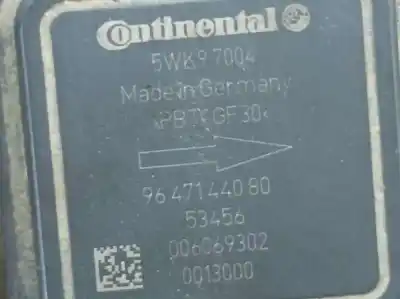 Continental
5WK9 7004
Made in Germany
>PBT-GF30<
96 471 440 80
53456
006069302
0013000